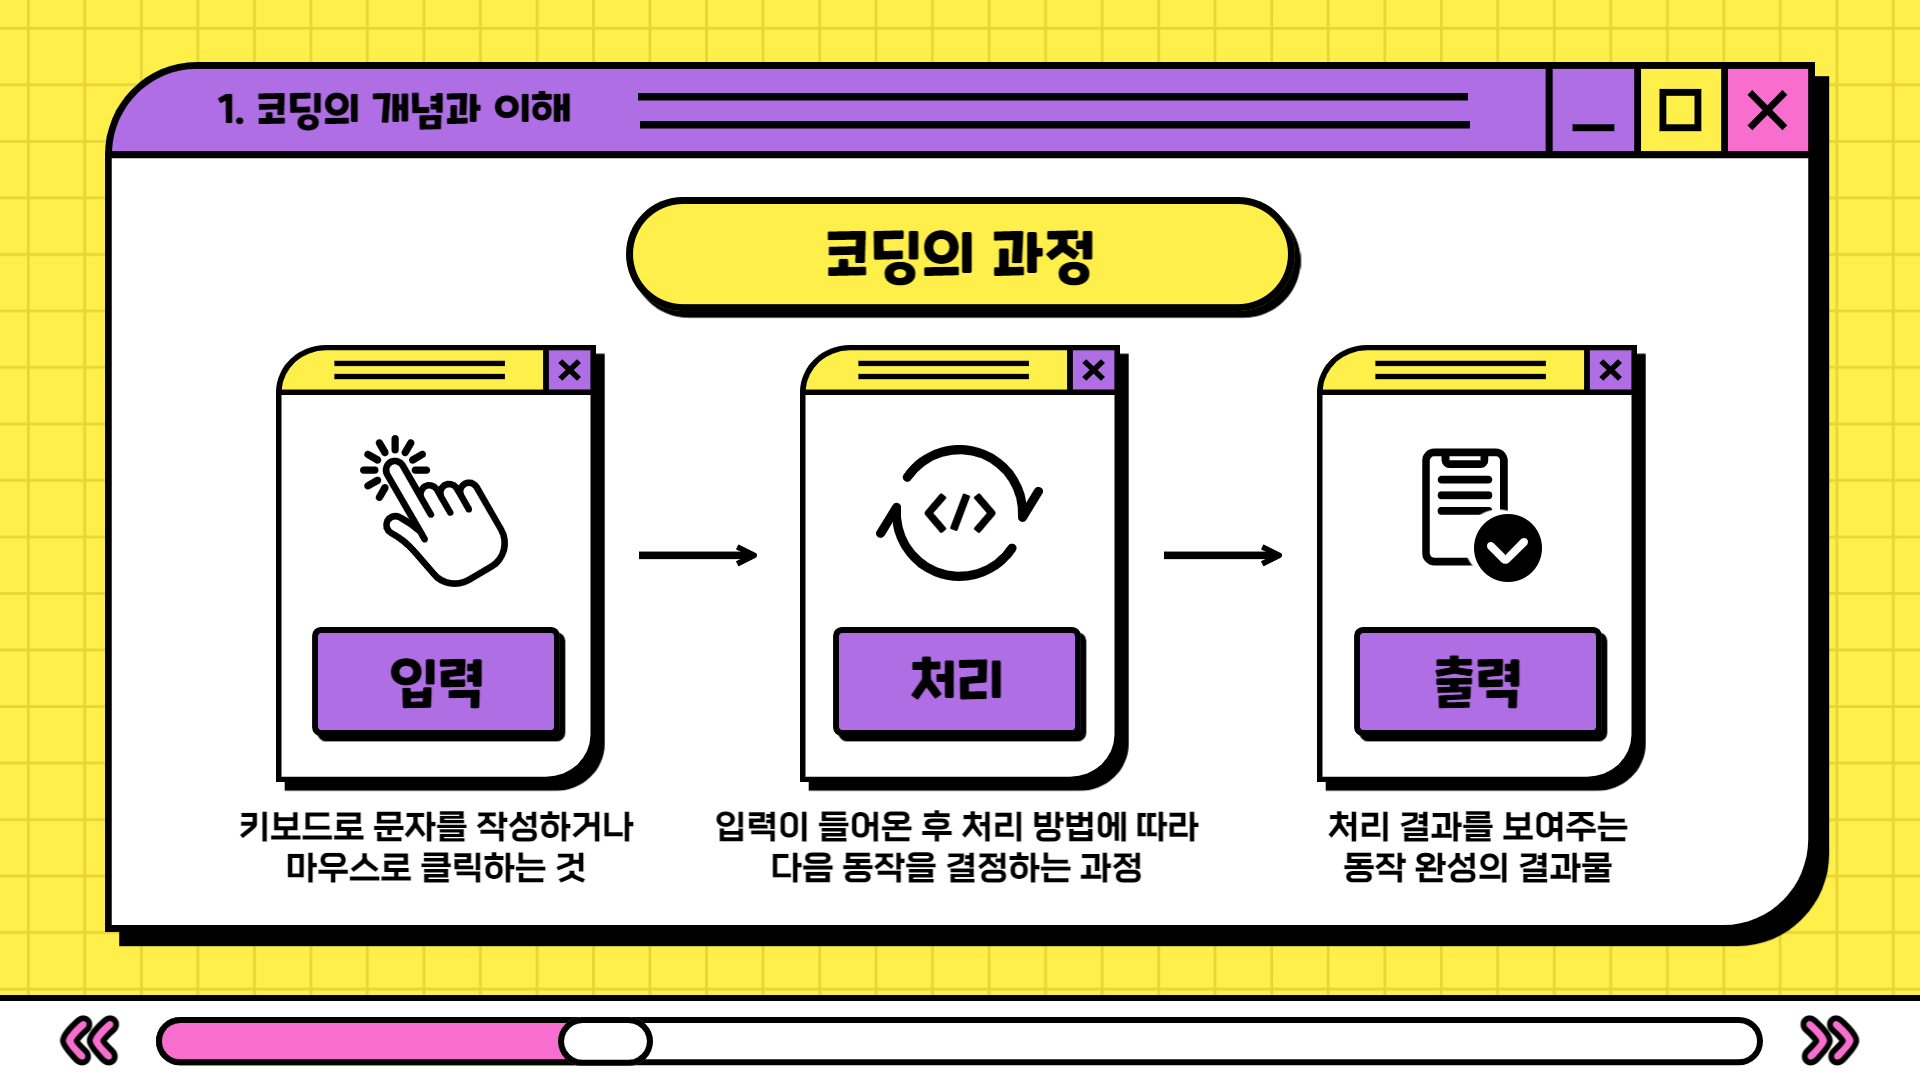 1. 코딩의 개념과 이해
코딩의 과정
입력
처리
출력
키보드로 문자를 작성하거나
마우스로 클릭하는 것
입력이 들어온 후 처리 방법에 따라
다음 동작을 결정하는 과정
처리 결과를 보여주는
동작 완성의 결과물